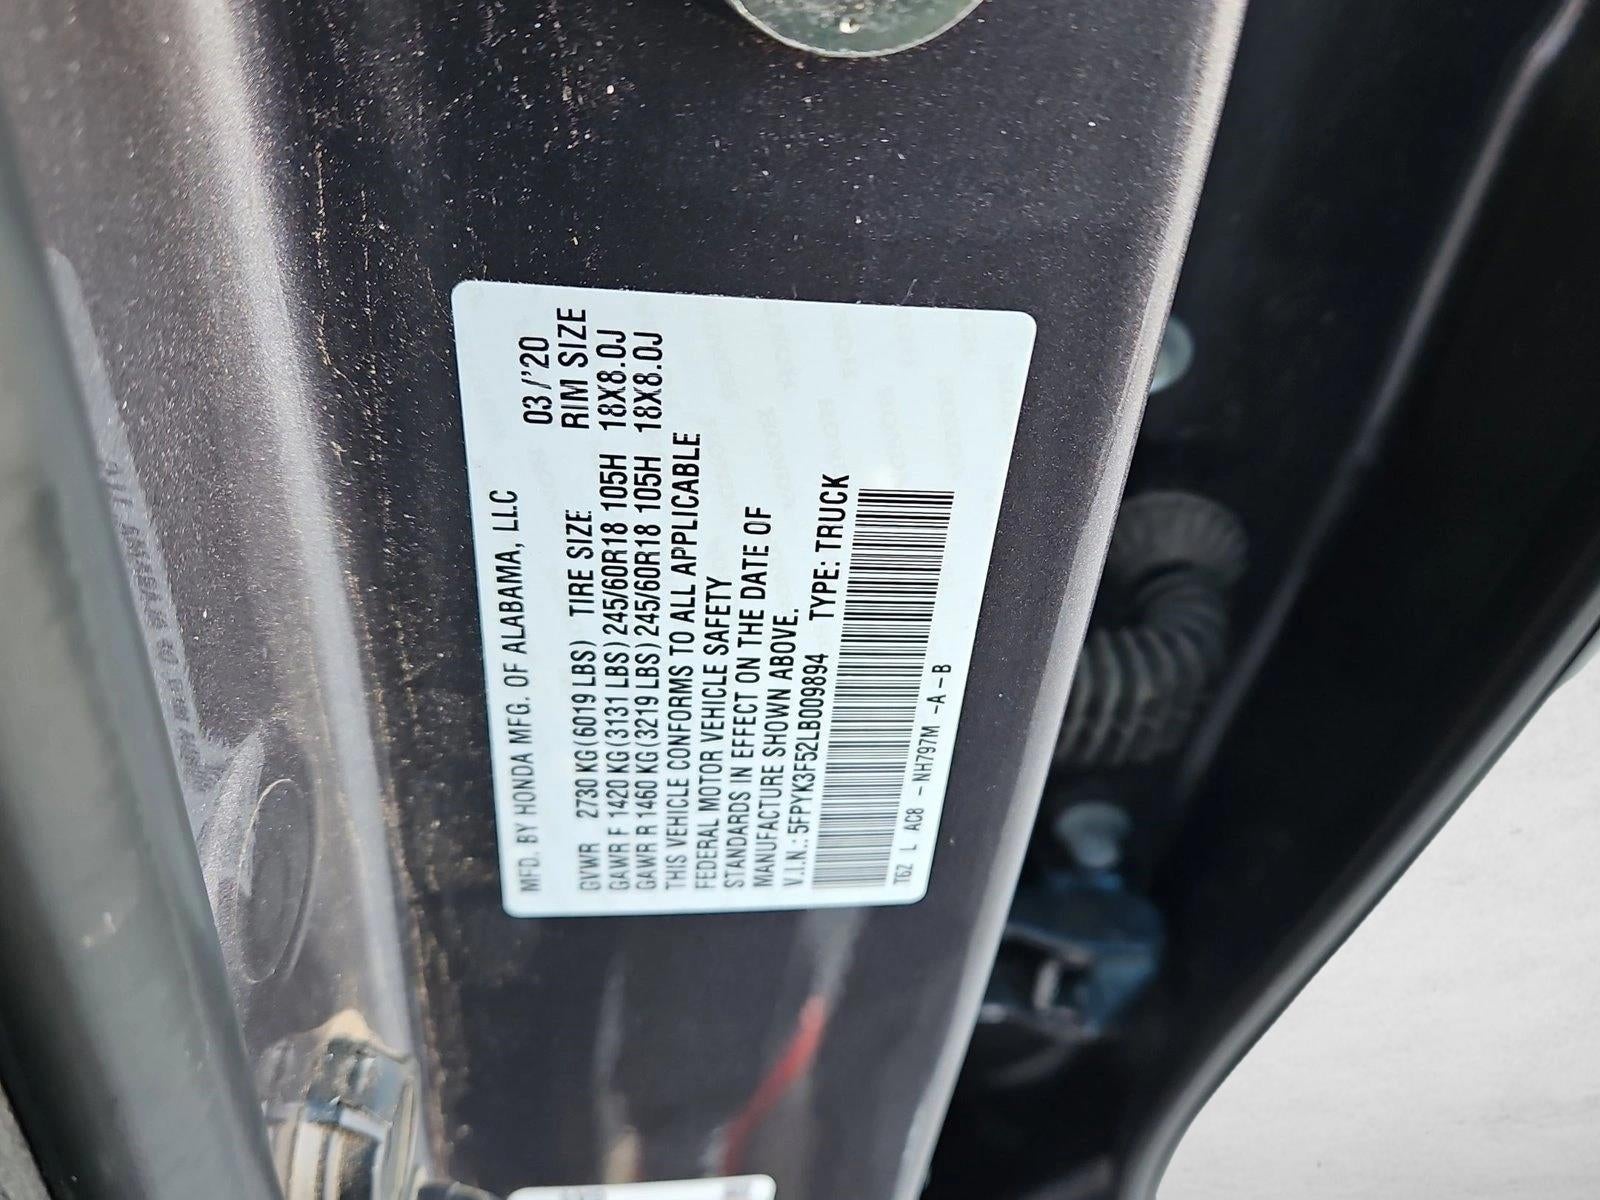 MFD. BY HONDA MFG. OF ALABAMA, LLC 03/'20
GVWR 2730 KG(6019 LBS) TIRE SIZE RIM SIZE
GAWR F 1420 KG(3131 LBS) 245/60R18 105H 18X8.0J
GAWR R 1460 KG(3219 LBS) 245/60R18 105H 18X8.0J
THIS VEHICLE CONFORMS TO ALL APPLICABLE
FEDERAL MOTOR VEHICLE SAFETY
STANDARDS IN EFFECT ON THE DATE OF
MANUFACTURE SHOWN ABOVE.
V.I.N.: 5FPYK3F52LB009894 TYPE: TRUCK
T6Z L AC8 -NH797M -A-B